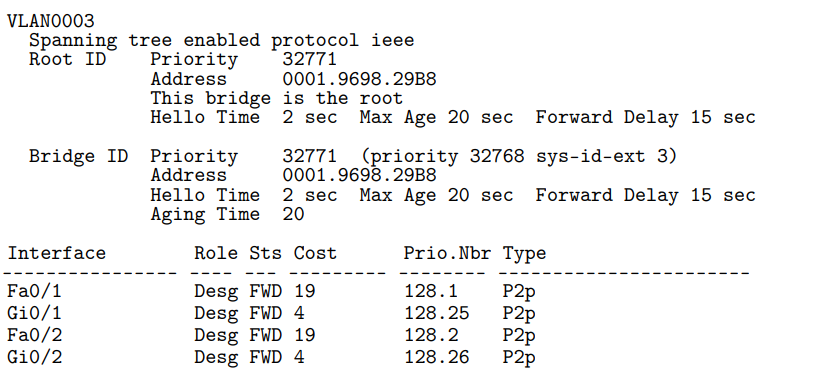 VLAN0003
  Spanning tree enabled protocol ieee
  Root ID    Priority    32771
             Address     0001.9698.29B8
             This bridge is the root
             Hello Time  2 sec  Max Age 20 sec  Forward Delay 15 sec

  Bridge ID  Priority    32771  (priority 32768 sys-id-ext 3)
             Address     0001.9698.29B8
             Hello Time  2 sec  Max Age 20 sec  Forward Delay 15 sec
             Aging Time  20

Interface        Role Sts Cost      Prio.Nbr Type
---------------- ---- --- --------- -------- -----------------------
Fa0/1            Desg FWD 19        128.1    P2p
Gi0/1            Desg FWD 4         128.25   P2p
Fa0/2            Desg FWD 19        128.2    P2p
Gi0/2            Desg FWD 4         128.26   P2p